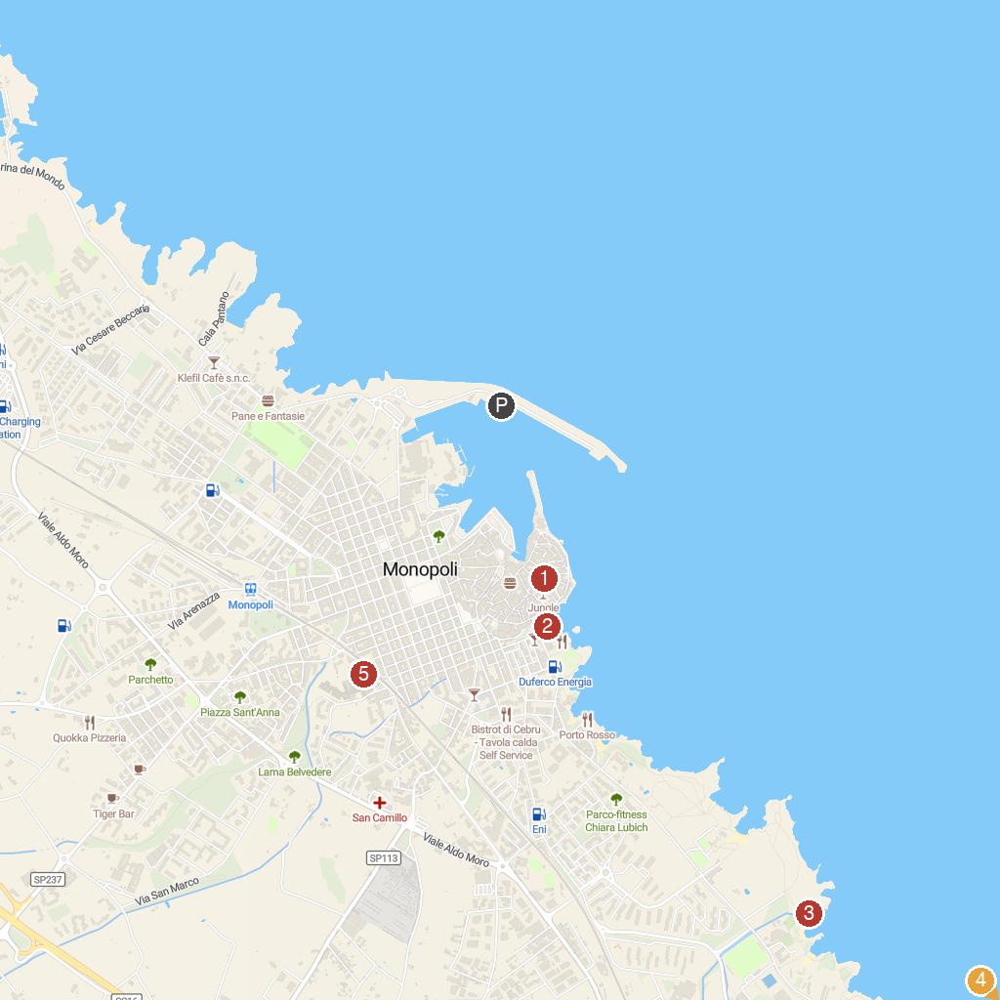 rina del Mondo
Cala Pantano
Via Cesare Beccaria
ni
Klefil Cafè s.n.c.
P
Pane e Fantasie
Charging
ation
Viale Aldo Moro
Monopoli
1
Jungle
Monopoli
Via Arenazza
2
5
Duferco Energia
Parchetto
Piazza Sant'Anna
Quokka Pizzeria
Bistrot di Cebru
- Tavola calda
Self Service
Porto Rosso
Lama Belvedere
Tiger Bar
San Camillo
Eni
Parco-fitness
Chiara Lubich
Viale Aldo Moro
SP113
SP237
Via San Marco
3
4
SS16